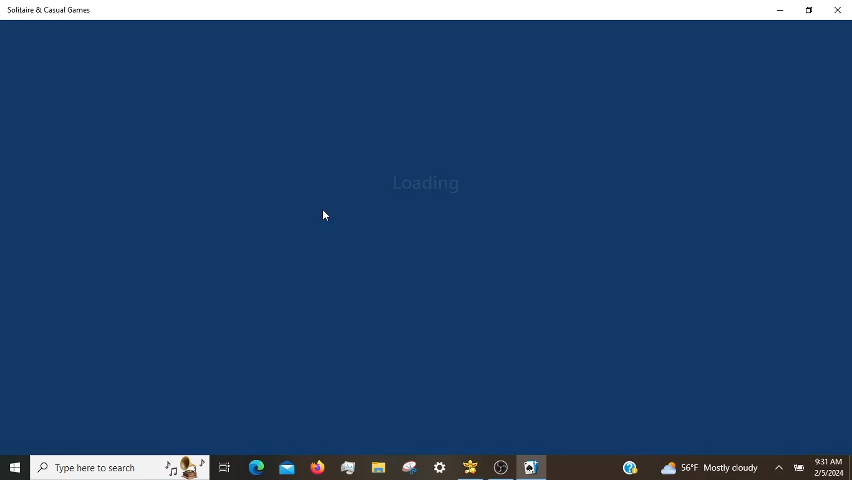 Solitaire & Casual Games
Loading
Type here to search
56°F Mostly cloudy
9:31 AM
2/5/2024